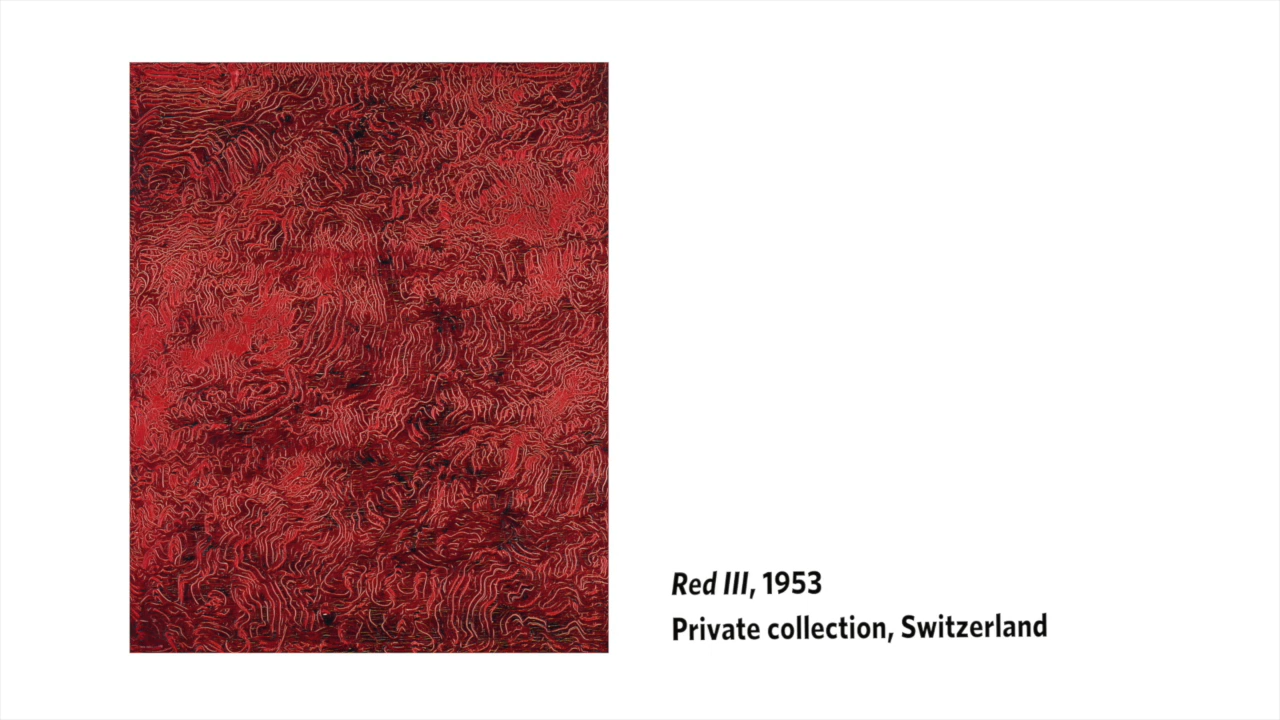 Red III, 1953
Private collection, Switzerland